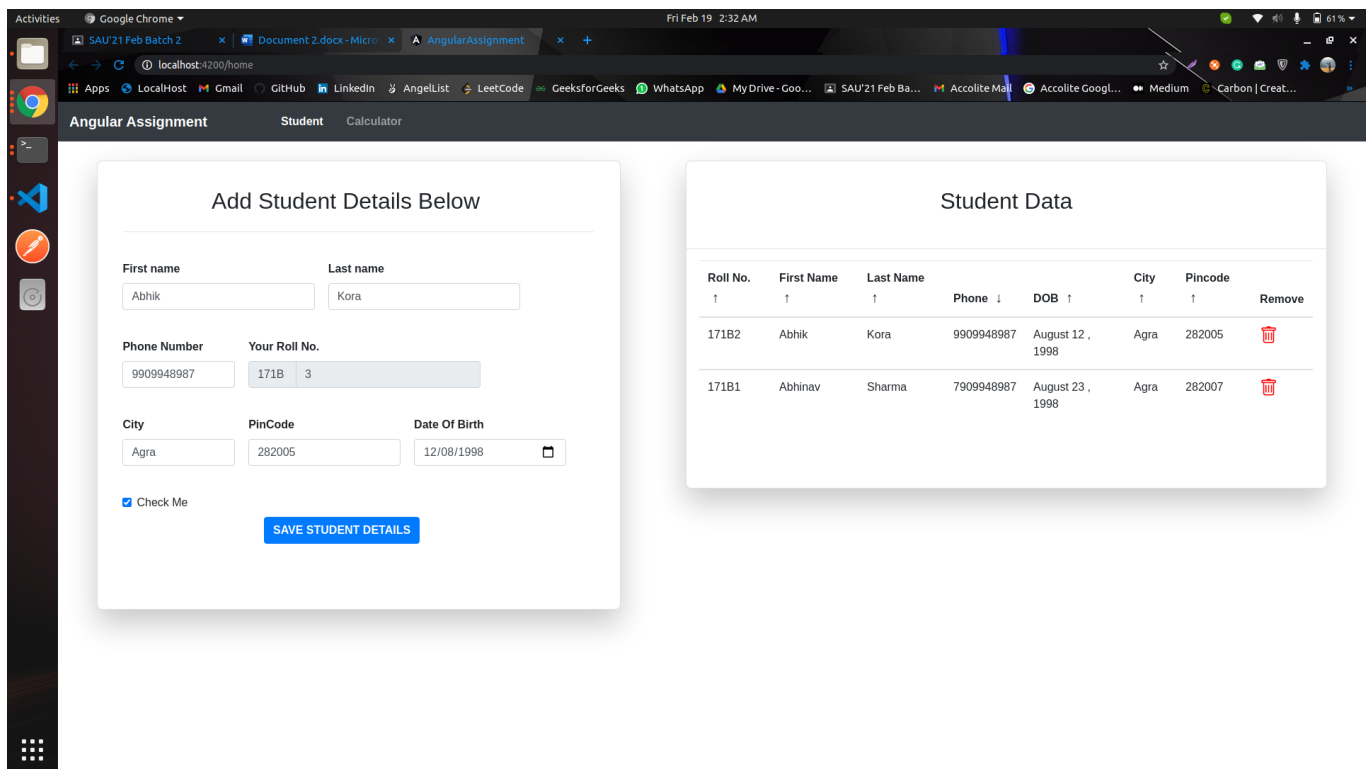 Activities Google Chrome Fri Feb 19 2:32 AM 61 %
SAU'21 Feb Batch 2 Document 2.docx - Micro AngularAssignment
localhost:4200/home
Apps LocalHost Gmail GitHub LinkedIn AngelList LeetCode GeeksforGeeks WhatsApp My Drive - Goo... SAU'21 Feb Ba... Accolite Mail Accolite Googl... Medium Carbon | Creat... »
Angular Assignment Student Calculator
Add Student Details Below
First name Last name
Abhik Kora
Phone Number Your Roll No.
9909948987 171B 3
City PinCode Date Of Birth
Agra 282005 12/08/1998
Check Me
SAVE STUDENT DETAILS
Student Data
Roll No. First Name Last Name City Pincode
↑ ↑ ↑ Phone ↓ DOB ↑ ↑ ↑ Remove
171B2 Abhik Kora 9909948987 August 12 , Agra 282005
1998
171B1 Abhinav Sharma 7909948987 August 23 , Agra 282007
1998